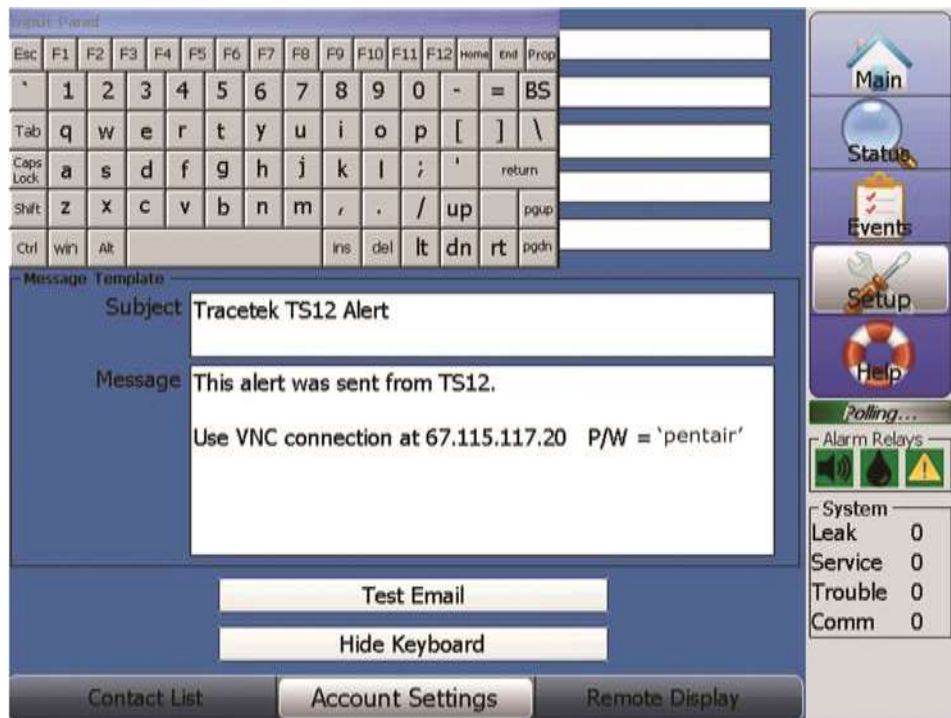 Input Panel
Esc F1 F2 F3 F4 F5 F6 F7 F8 F9 F10 F11 F12 Home End Prop
` 1 2 3 4 5 6 7 8 9 0 - = BS
Tab q w e r t y u i o p [ ] \
Caps Lock a s d f g h j k l ; ' return
Shift z x c v b n m , . / up pgup
Ctrl win Alt ins del lt dn rt pgdn
Message Template
Subject Tracetek TS12 Alert
Message This alert was sent from TS12.
Use VNC connection at 67.115.117.20 P/W = ‛pentair’
Test Email
Hide Keyboard
Contact List Account Settings Remote Display
Main
Status
Events
Setup
Help
Polling...
Alarm Relays
System
Leak 0
Service 0
Trouble 0
Comm 0